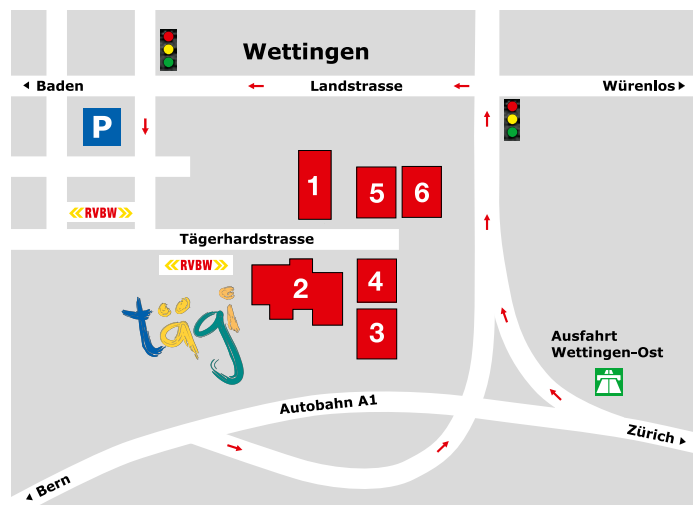 Wettingen
Baden
Landstrasse
Würenlos
P
1
5
6
RVBW
Tägerhardstrasse
RVBW
2
4
3
tägi
Ausfahrt
Wettingen-Ost
Autobahn A1
Zürich
Bern